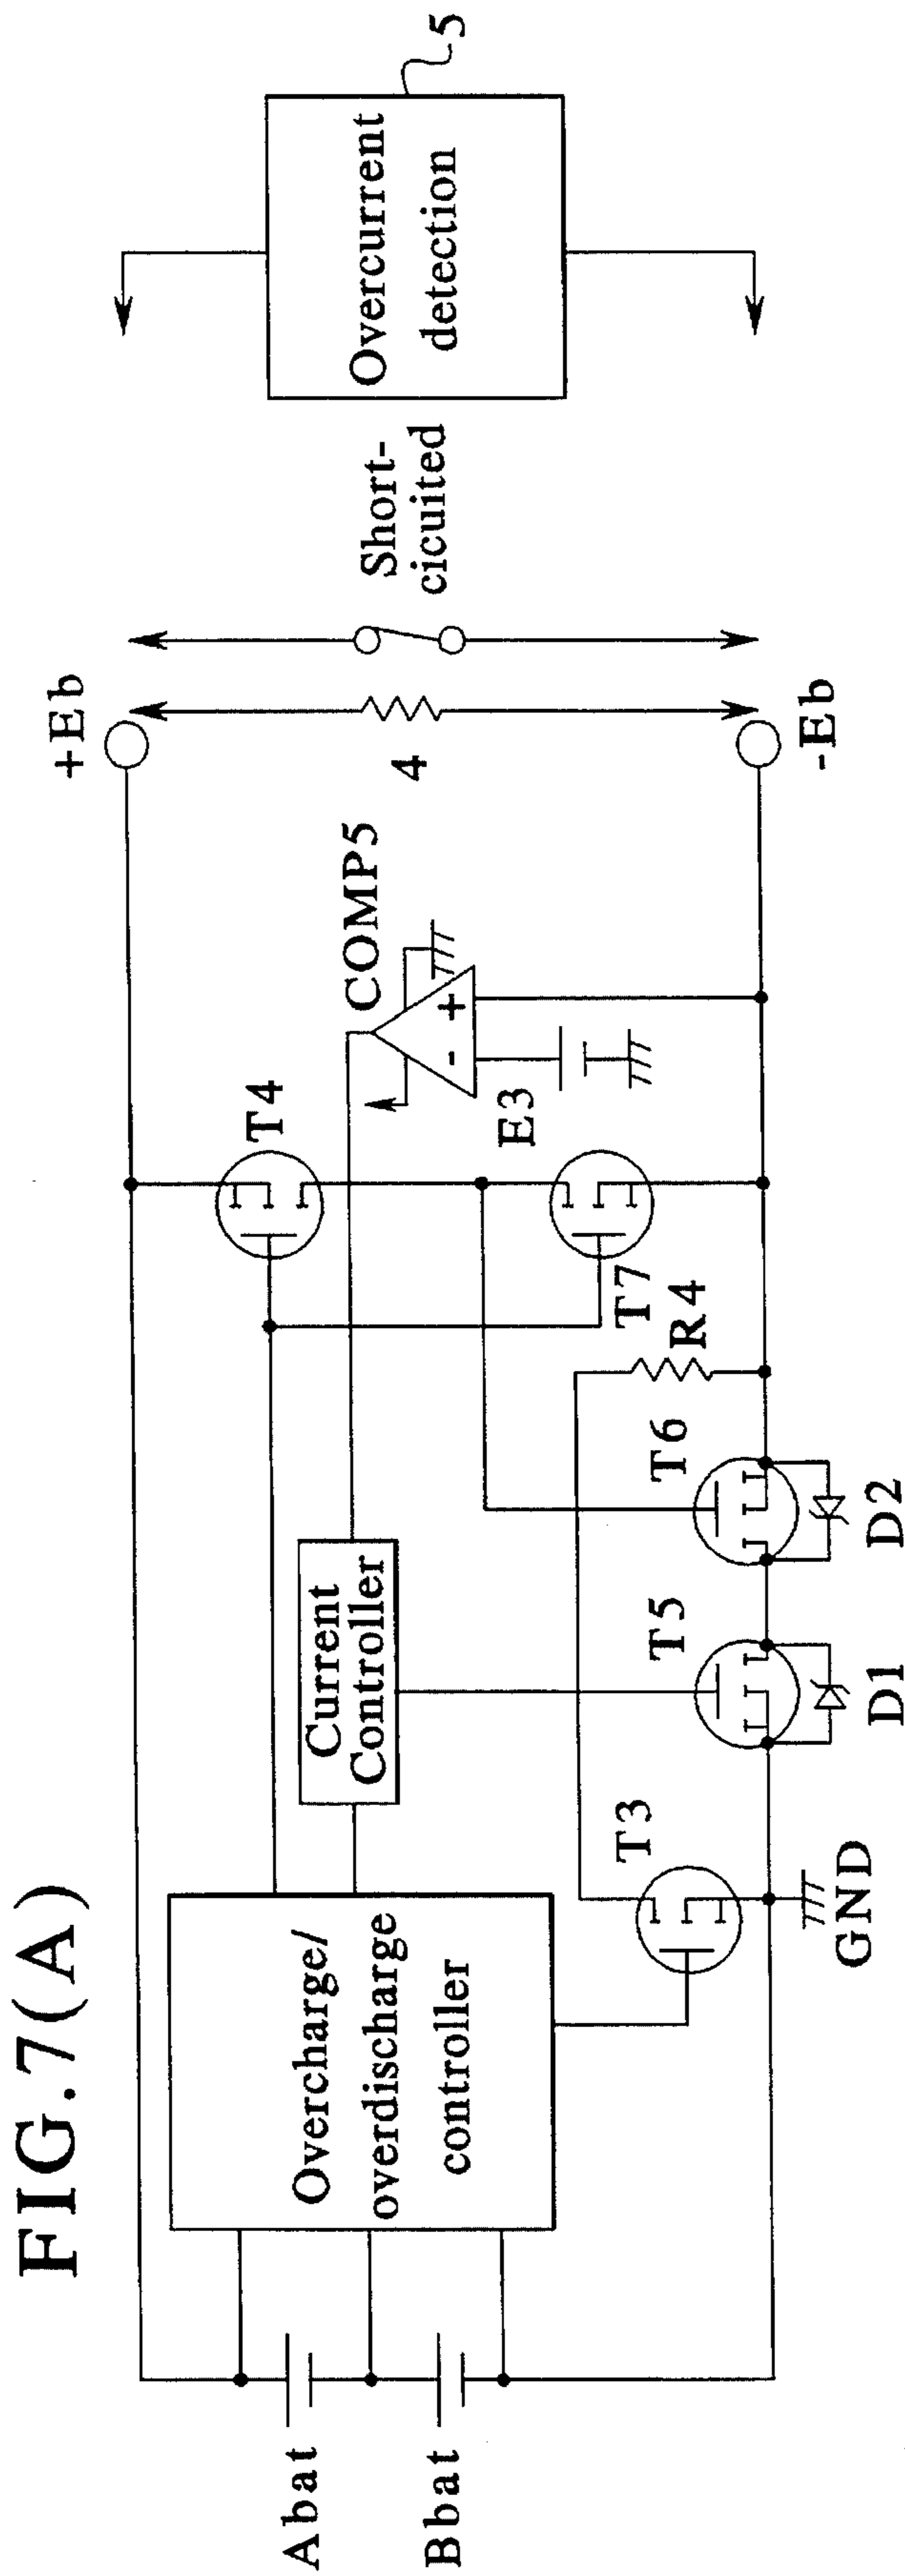 FIG.7(A)
Abat
Bbat
Overcharge/
overdischarge
controller
Current
Controller
T3
GND
T5
D1
T6
D2
R4
T7
T4
E3
-
+
COMP5
+Eb
-Eb
4
Short-
cicuited
Overcurrent
detection
5